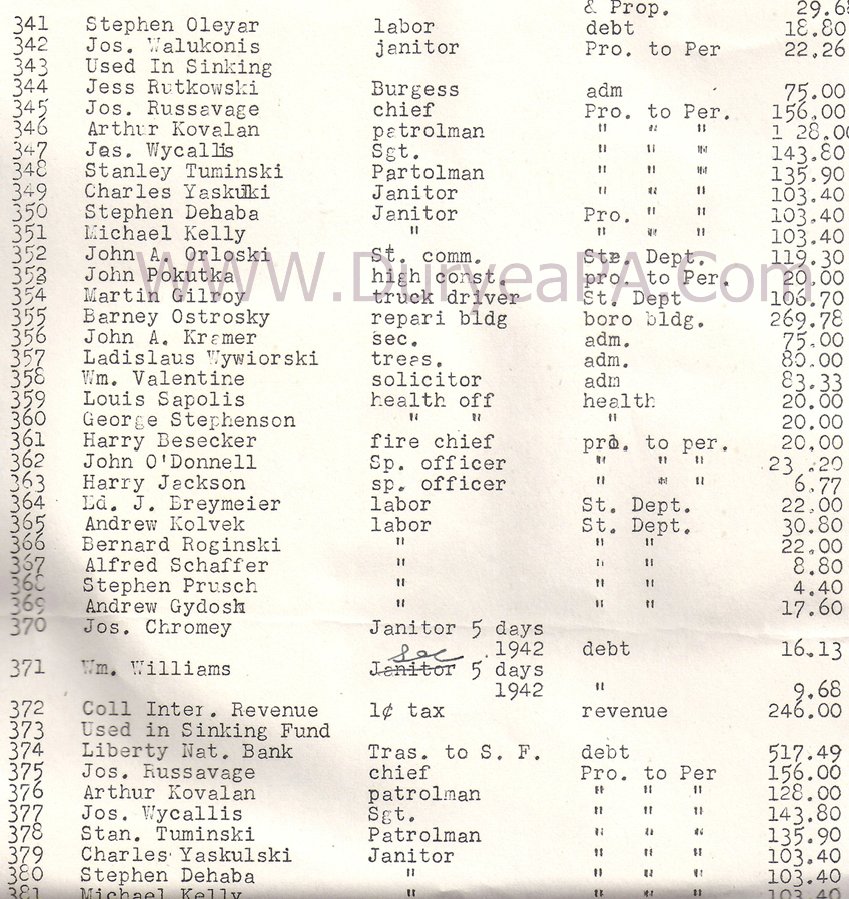 & Prop. 29.68
341 Stephen Oleyar labor debt 18.80
342 Jos. Walukonis janitor Pro. to Per 22.26
343 Used In Sinking
344 Jess Rutkowski Burgess adm 75.00
345 Jos. Russavage chief Pro. to Per. 156.00
346 Arthur Kovalan patrolman " " " 1 28.00
347 Jos. Wycallis Sgt. " " " 143.80
348 Stanley Tuminski Partolman " " " 135.90
349 Charles Yaskulki Janitor " " " 103.40
350 Stephen Dehaba Janitor Pro. " " 103.40
351 Michael Kelly " " " " 103.40
352 John A. Orloski St. comm. Ste. Dept. 119.30
353 John Pokutka high const. pro. to Per. 20.00
WWW.DuryeaPA.Com
354 Martin Gilroy truck driver St. Dept 106.70
355 Barney Ostrosky repari bldg boro bldg. 269.78
356 John A. Kramer sec. adm. 75.00
357 Ladislaus Wywiorski treas. adm. 80.00
358 Wm. Valentine solicitor adm 83.33
359 Louis Sapolis health off health 20.00
360 George Stephenson " " " 20.00
361 Harry Besecker fire chief pro. to per. 20.00
362 John O'Donnell Sp. officer " " " 23 .20
363 Harry Jackson sp. officer " " " 6.77
364 Ed. J. Breymeier labor St. Dept. 22.00
365 Andrew Kolvek labor St. Dept. 30.80
366 Bernard Roginski " " " 22.00
367 Alfred Schaffer " " " 8.80
368 Stephen Prusch " " " 4.40
369 Andrew Gydosh " " " 17.60
370 Jos. Chromey Janitor 5 days
1942 debt 16.13
sec
371 Wm. Williams Janitor 5 days
1942 " 9.68
372 Coll Inter. Revenue 1¢ tax revenue 246.00
373 Used in Sinking Fund
374 Liberty Nat. Bank Tras. to S. F. debt 517.49
375 Jos. Russavage chief Pro. to Per 156.00
376 Arthur Kovalan patrolman " " " 128.00
377 Jos. Wycallis Sgt. " " " 143.80
378 Stan. Tuminski Patrolman " " " 135.90
379 Charles Yaskulski Janitor " " " 103.40
380 Stephen Dehaba " " " " 103.40
381 Michael Kelly " " " " 103.40